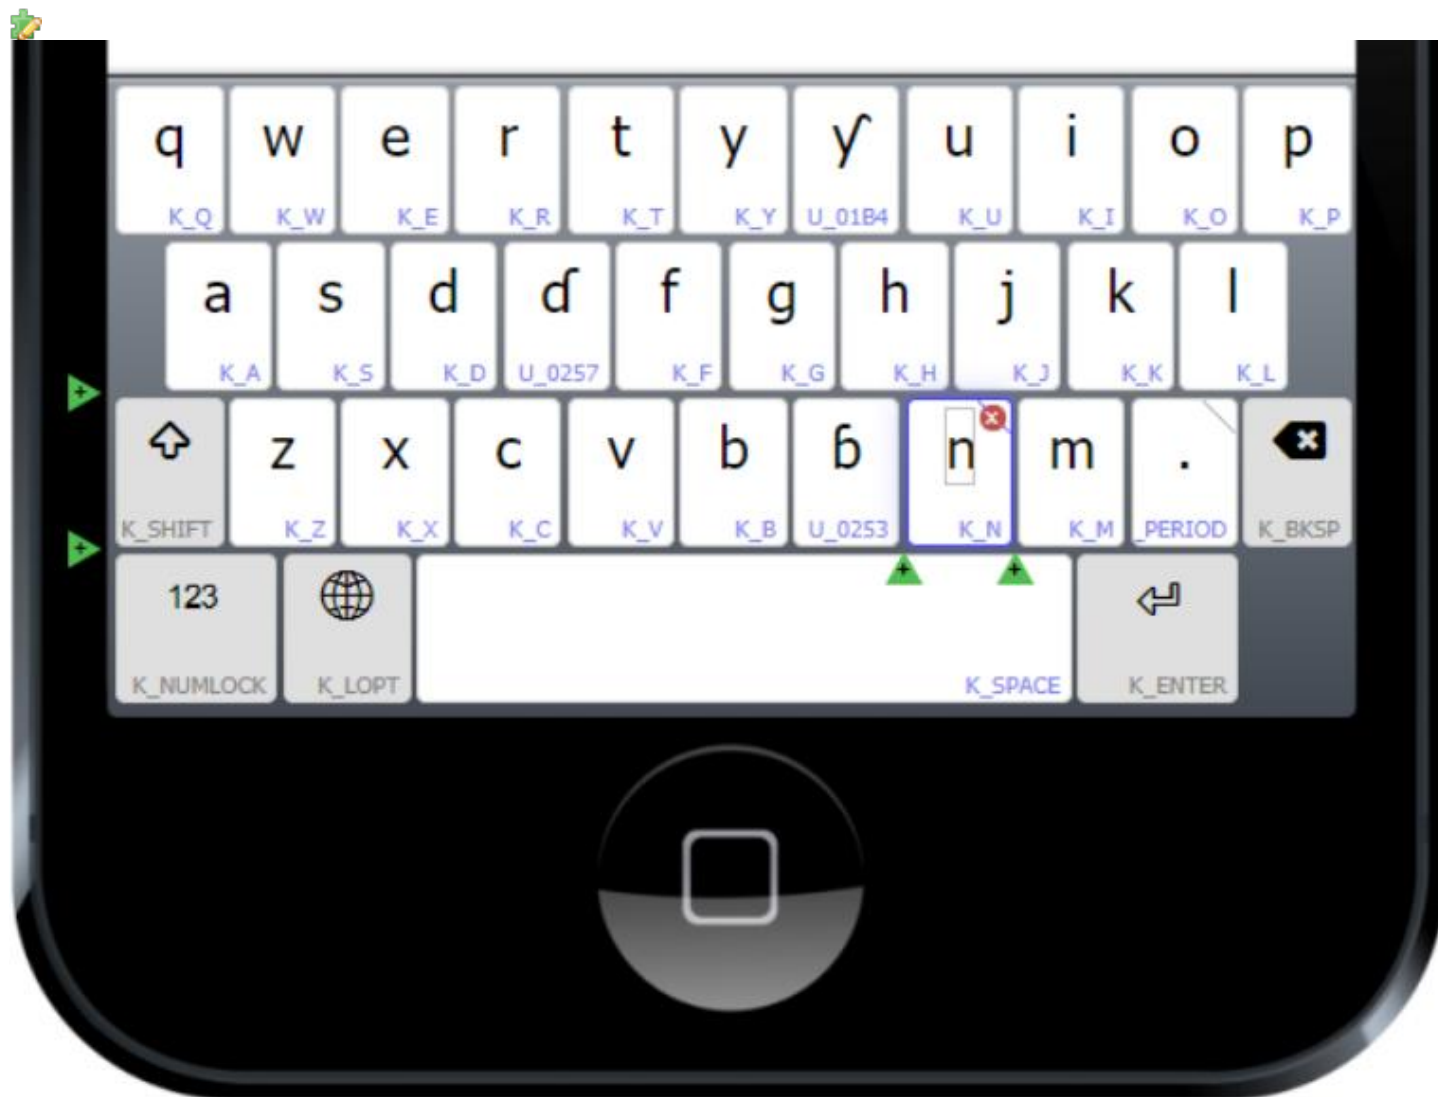 q w e r t y ƴ u i o p
K_Q K_W K_E K_R K_T K_Y U_01B4 K_U K_I K_O K_P
a s d ɗ f g h j k l
K_A K_S K_D U_0257 K_F K_G K_H K_J K_K K_L
z x c v b ɓ n m .
K_SHIFT K_Z K_X K_C K_V K_B U_0253 K_N K_M _PERIOD K_BKSP
123
K_NUMLOCK K_LOPT K_SPACE K_ENTER